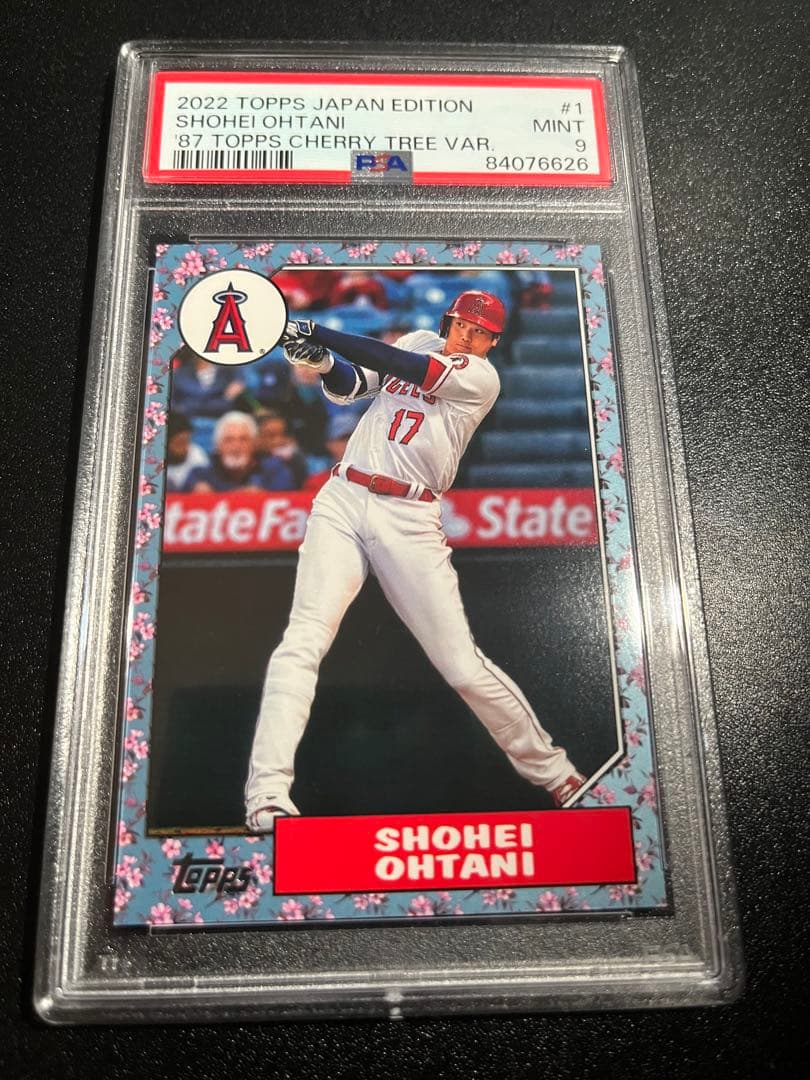 2022 TOPPS JAPAN EDITION #1
SHOHEI OHTANI MINT
'87 TOPPS CHERRY TREE VAR. 9
PSA 84076626
A
17
State
SHOHEI
OHTANI
Topps